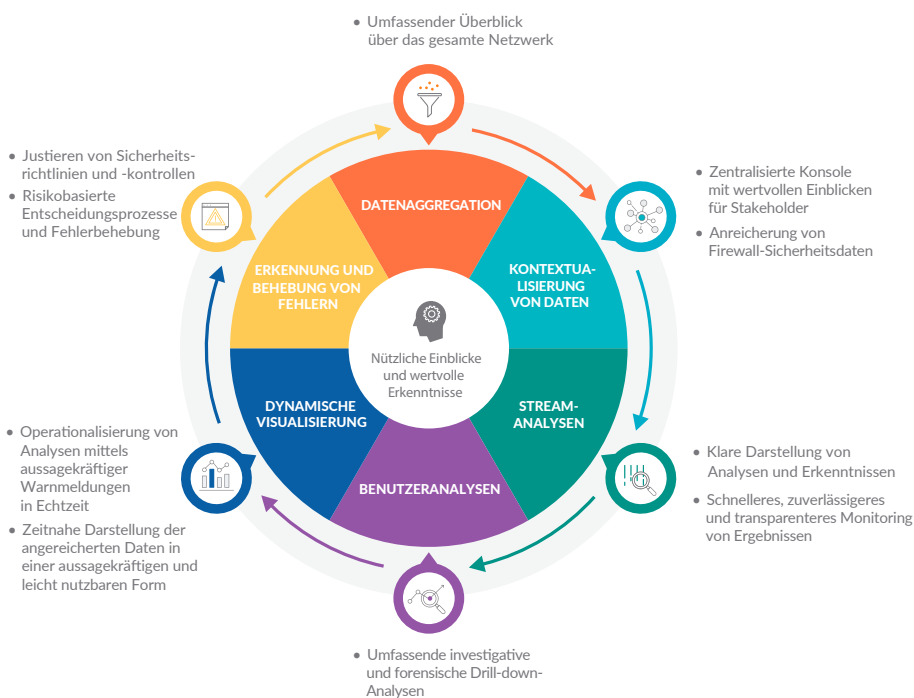 • Umfassender Überblick
über das gesamte Netzwerk
• Justieren von Sicherheits-
richtlinien und -kontrollen
• Risikobasierte
Entscheidungsprozesse
und Fehlerbehebung
• Zentralisierte Konsole
mit wertvollen Einblicken
für Stakeholder
• Anreicherung von
Firewall-Sicherheitsdaten
DATENAGGREGATION
ERKENNUNG UND
BEHEBUNG VON
FEHLERN
KONTEXTUA-
LISIERUNG
VON DATEN
Nützliche Einblicke
und wertvolle
Erkenntnisse
DYNAMISCHE
VISUALISIERUNG
STREAM-
ANALYSEN
BENUTZERANALYSEN
• Operationalisierung von
Analysen mittels
aussagekräftiger
Warnmeldungen
in Echtzeit
• Zeitnahe Darstellung der
angereicherten Daten in
einer aussagekräftigen und
leicht nutzbaren Form
• Klare Darstellung von
Analysen und Erkenntnissen
• Schnelleres, zuverlässigeres
und transparenteres Monitoring
von Ergebnissen
• Umfassende investigative
und forensische Drill-down-
Analysen